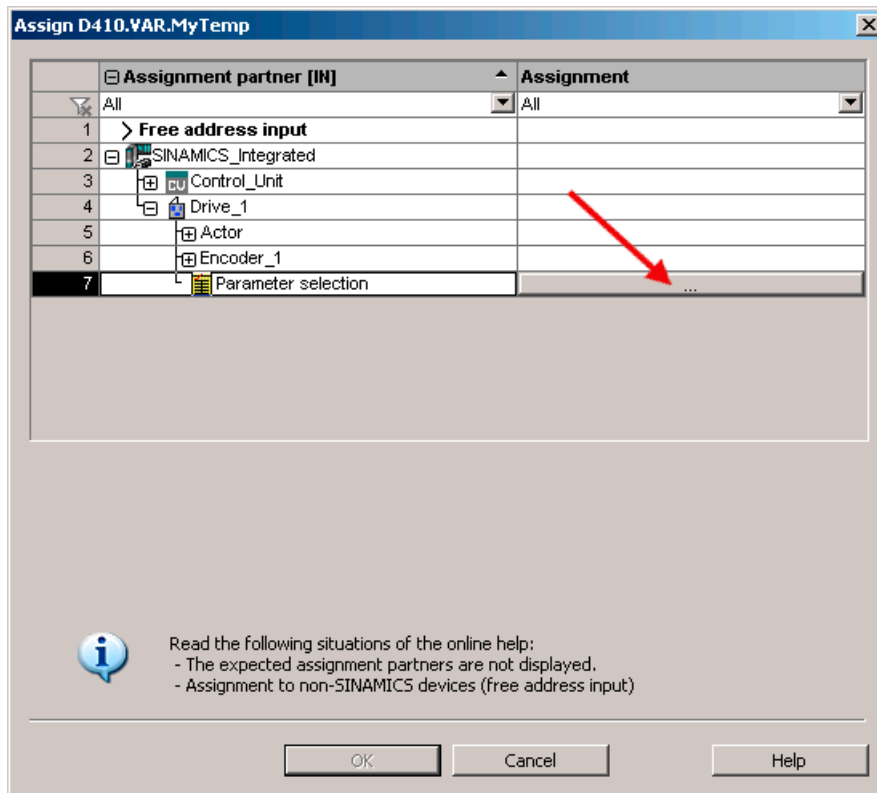 Assign D410.VAR.MyTemp
Assignment partner [IN] Assignment
All All
1 Free address input
2 SINAMICS_Integrated
3 CU Control_Unit
4 Drive_1
5 Actor
6 Encoder_1
7 Parameter selection ...
Read the following situations of the online help:
- The expected assignment partners are not displayed.
- Assignment to non-SINAMICS devices (free address input)
OK Cancel Help